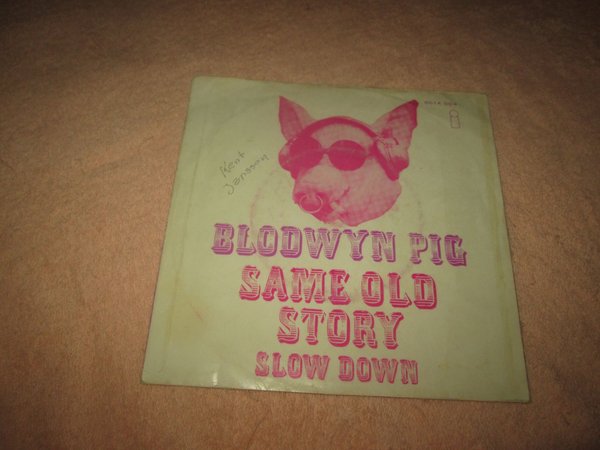 Kent
Jansson
BLODWYN PIG
SAME OLD
STORY
SLOW DOWN